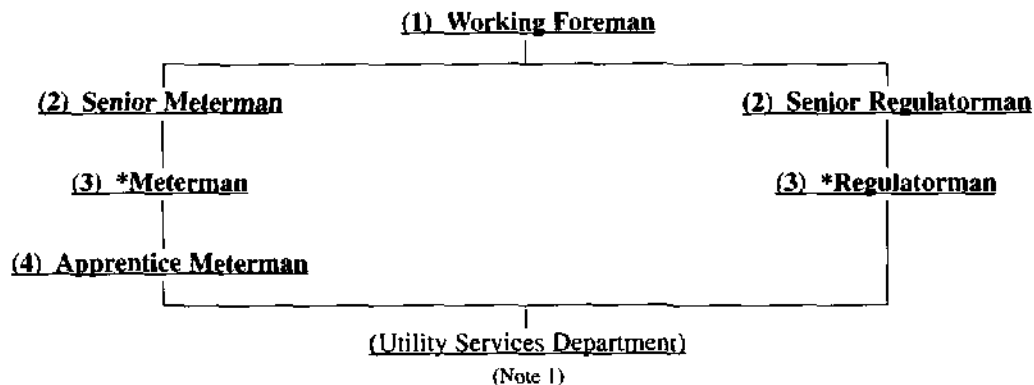 (1) Working Foreman
(2) Senior Meterman
(2) Senior Regulatorman
(3) *Meterman
(3) *Regulatorman
(4) Apprentice Meterman
(Utility Services Department)
(Note 1)